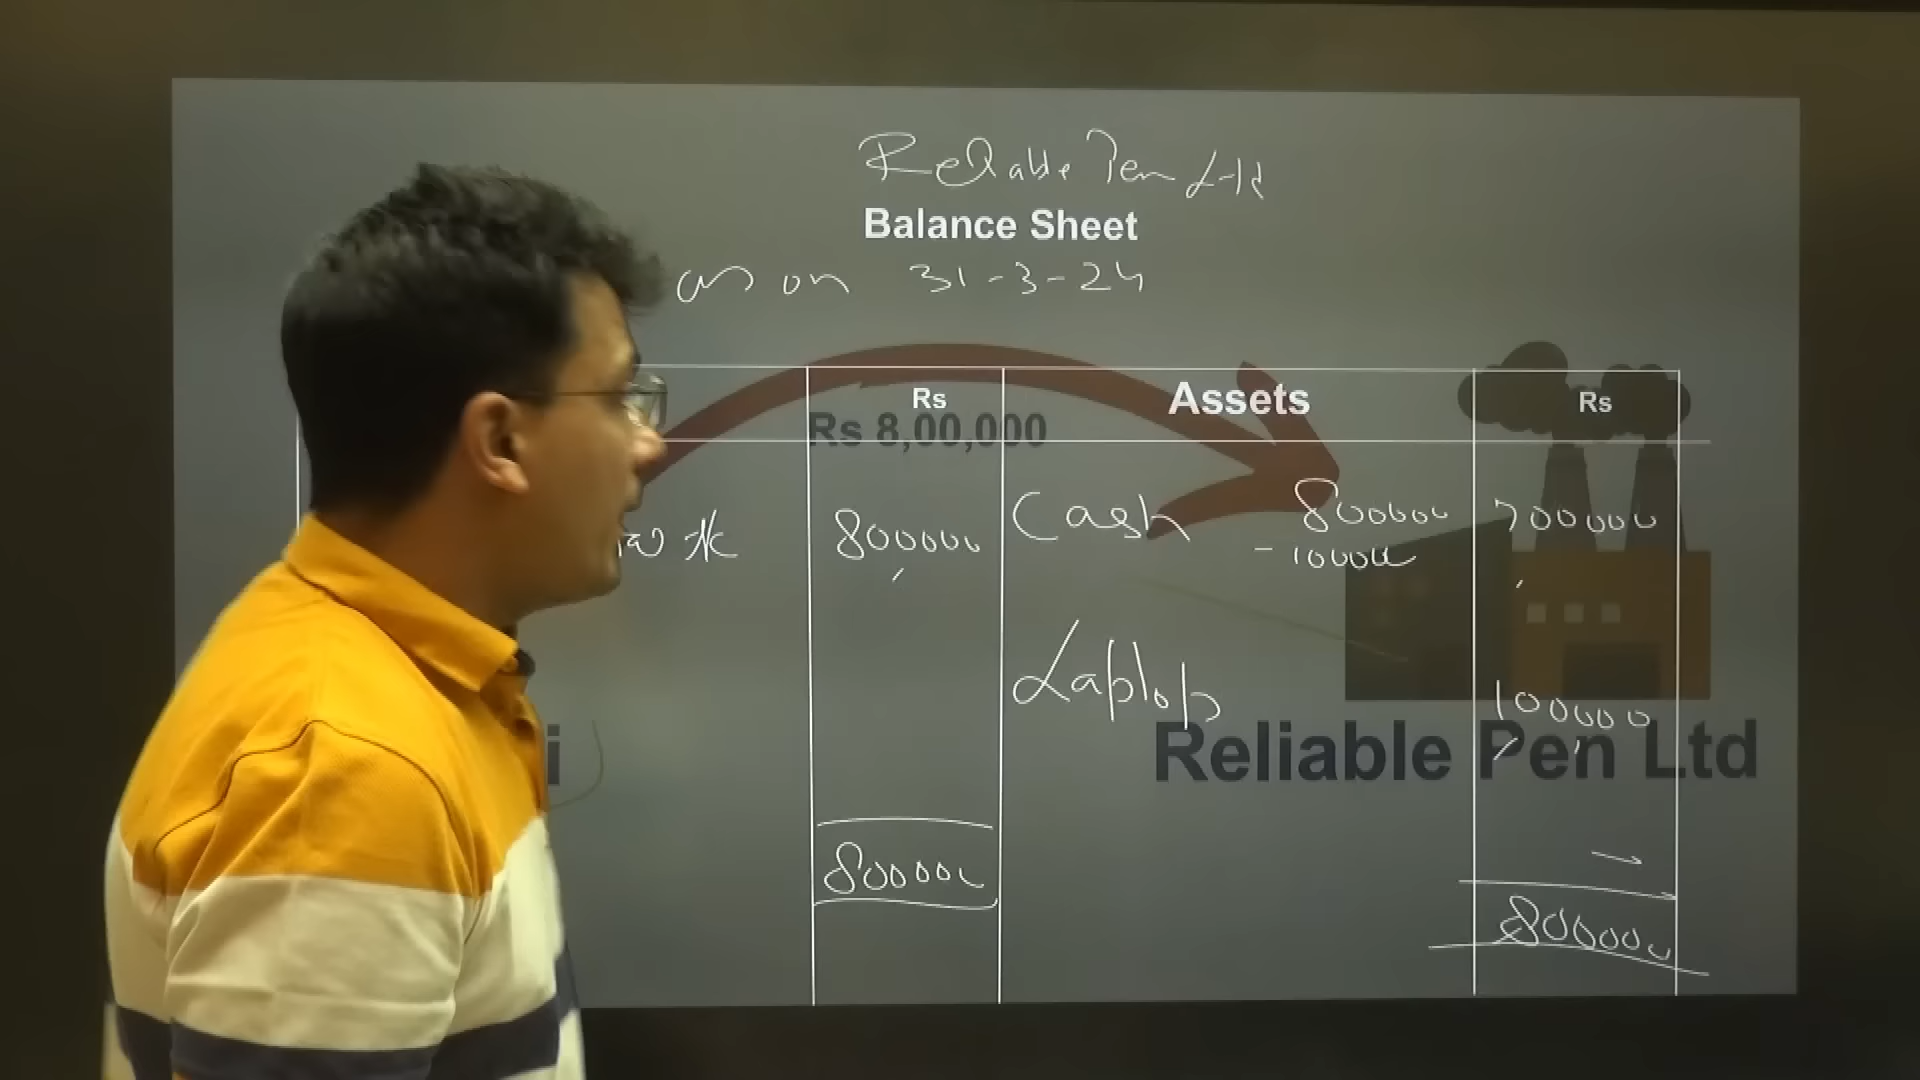 Reliable Pen Ltd
Balance Sheet
as on 31-3-24
Rs
Assets
Rs
Rs 8,00,000
800000
Cash
800000
700000
- 100000
Laptop
100000
i
Reliable Pen Ltd
800000
800000